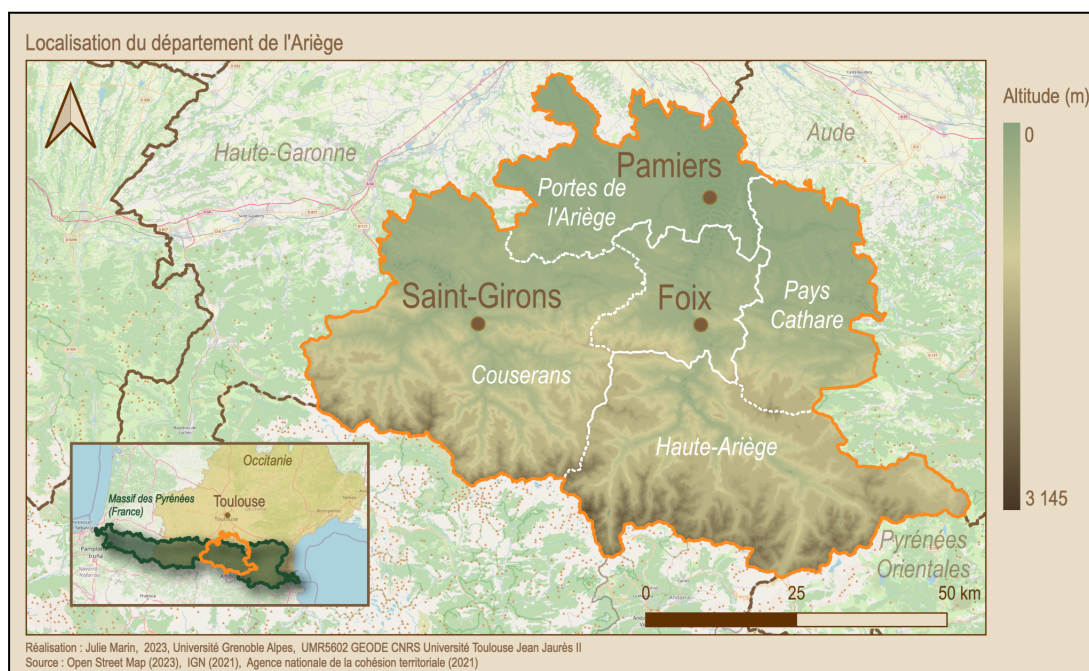 Localisation du département de l'Ariège
Altitude (m)
0
3 145
Haute-Garonne
Aude
Pamiers
Portes de
l'Ariège
Saint-Girons
Foix
Pays
Cathare
Couserans
Haute-Ariège
Pyrénées
Orientales
Occitanie
Massif des Pyrénées
(France)
Toulouse
Toulouse
0
25
50 km
Réalisation : Julie Marin, 2023, Université Grenoble Alpes, UMR5602 GEODE CNRS Université Toulouse Jean Jaurès II
Source : Open Street Map (2023), IGN (2021), Agence nationale de la cohésion territoriale (2021)